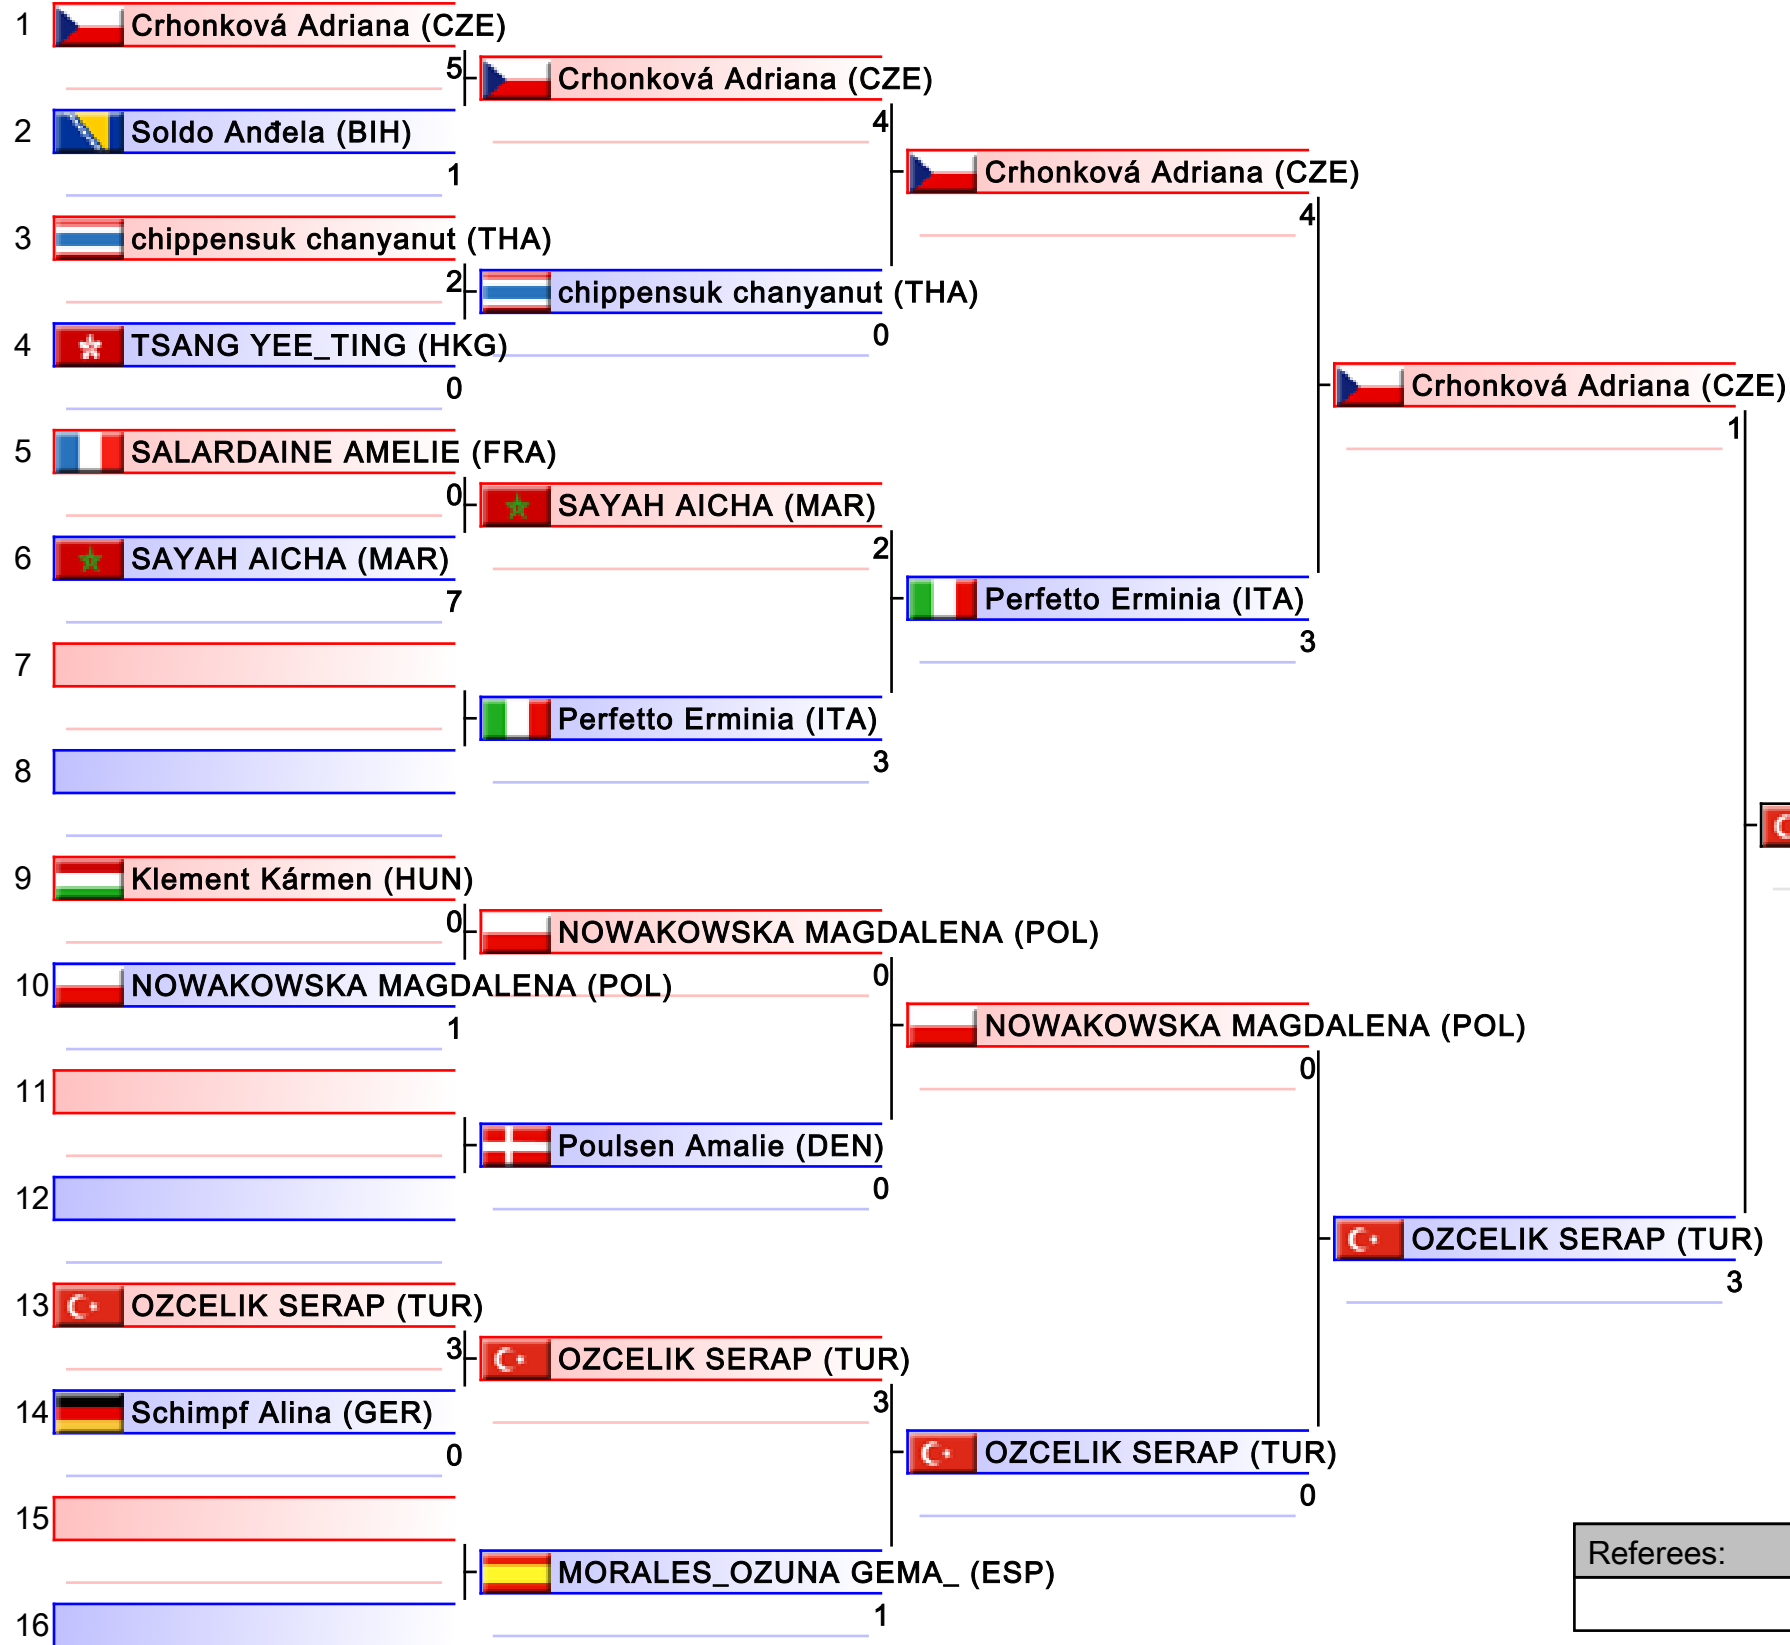 1 Crhonková Adriana (CZE)
5 Crhonková Adriana (CZE)
4
2 Soldo Anđela (BIH)
1 Crhonková Adriana (CZE)
4
3 chippensuk chanyanut (THA)
2 chippensuk chanyanut (THA)
0
4 TSANG YEE_TING (HKG)
0
Crhonková Adriana (CZE)
1
5 SALARDAINE AMELIE (FRA)
0 SAYAH AICHA (MAR)
2
6 SAYAH AICHA (MAR)
7
Perfetto Erminia (ITA)
3
7
Perfetto Erminia (ITA)
3
8
9 Klement Kármen (HUN)
0 NOWAKOWSKA MAGDALENA (POL)
0
10 NOWAKOWSKA MAGDALENA (POL)
1
NOWAKOWSKA MAGDALENA (POL)
0
11
Poulsen Amalie (DEN)
0
12
OZCELIK SERAP (TUR)
3
13 OZCELIK SERAP (TUR)
3 OZCELIK SERAP (TUR)
3
14 Schimpf Alina (GER)
0
OZCELIK SERAP (TUR)
0
15
MORALES_OZUNA GEMA_ (ESP)
1
16
Referees: